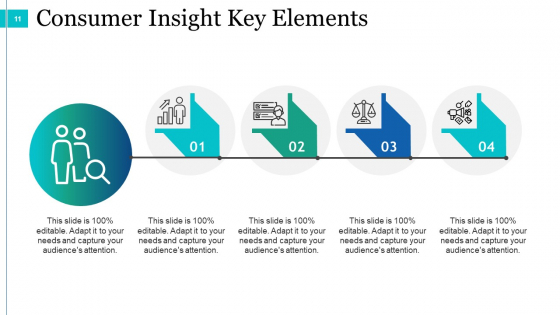 11
Consumer Insight Key Elements
01
02
03
04
This slide is 100%
editable. Adapt it to your
needs and capture your
audience's attention.
This slide is 100%
editable. Adapt it to your
needs and capture your
audience's attention.
This slide is 100%
editable. Adapt it to your
needs and capture your
audience's attention.
This slide is 100%
editable. Adapt it to your
needs and capture your
audience's attention.
This slide is 100%
editable. Adapt it to your
needs and capture your
audience's attention.